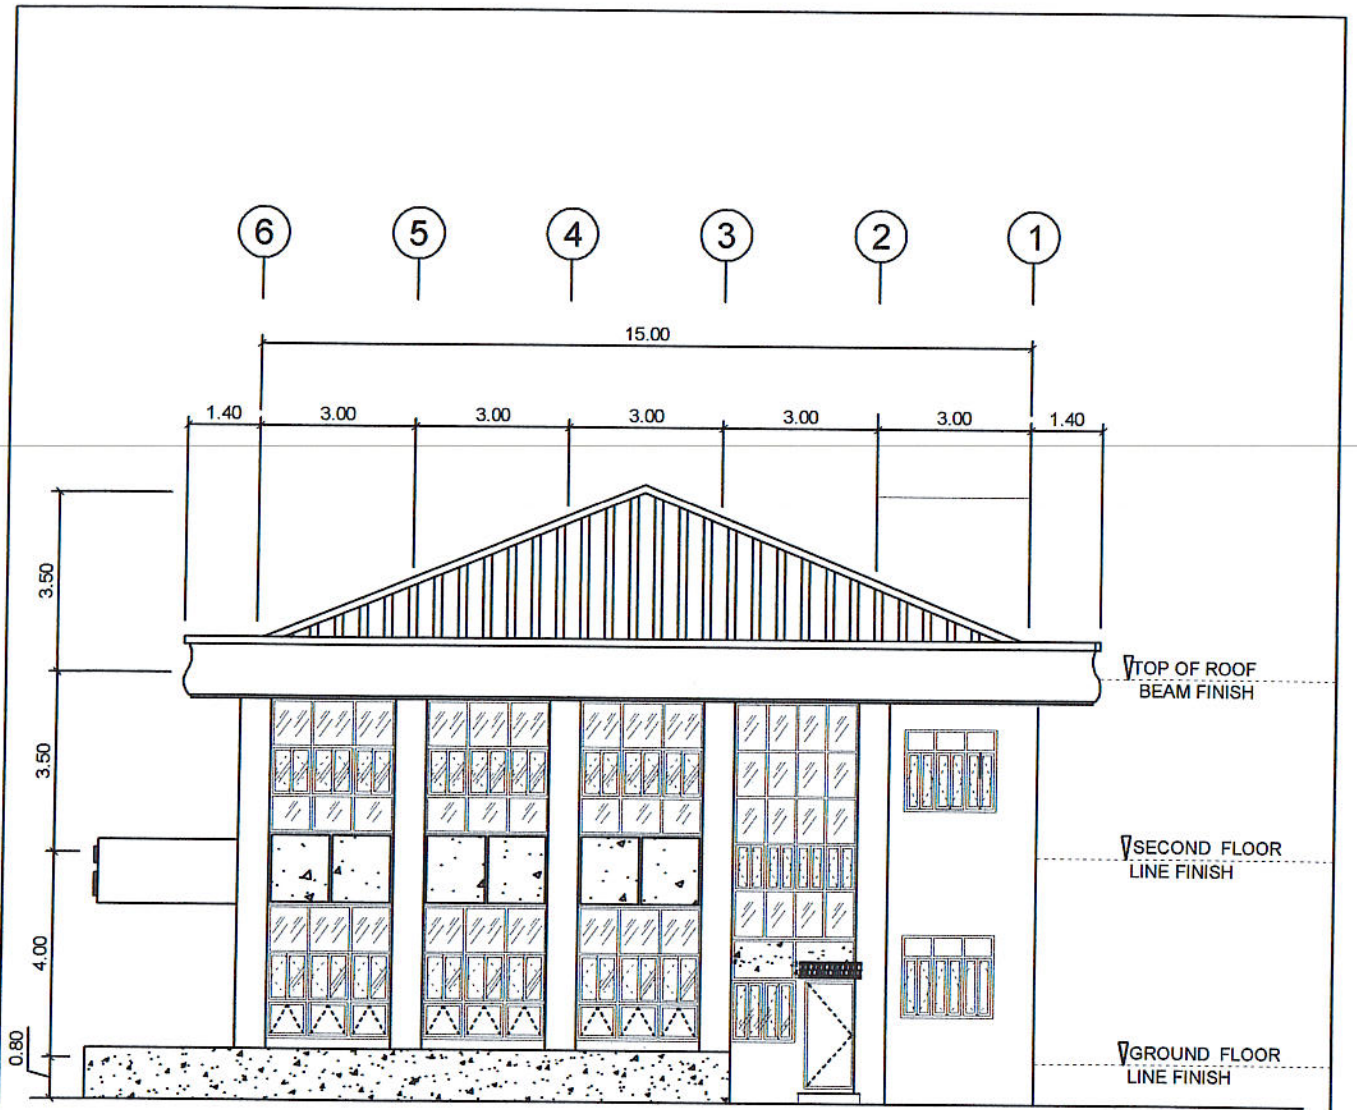 6 5 4 3 2 1
15.00
1.40 3.00 3.00 3.00 3.00 3.00 1.40
3.50
TOP OF ROOF
BEAM FINISH
3.50
SECOND FLOOR
LINE FINISH
4.00
0.80
GROUND FLOOR
LINE FINISH